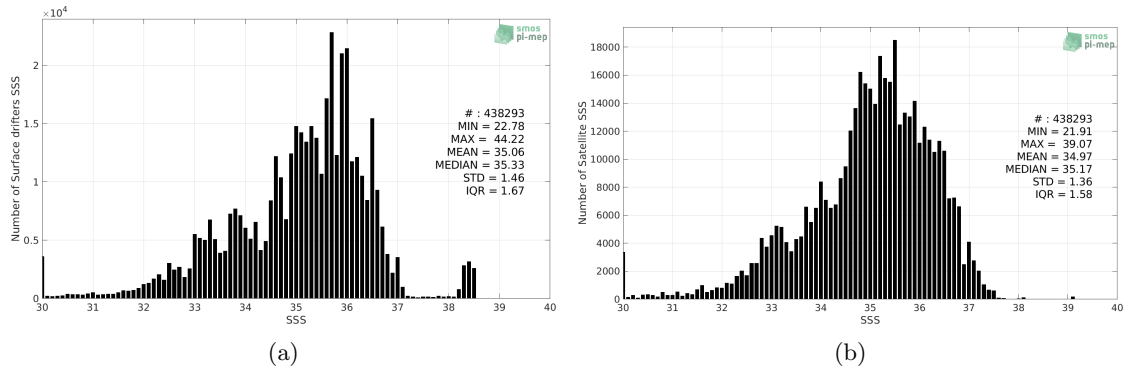 ×10⁴
2
1.5
1
0.5
0
Number of Surface drifters SSS
30 31 32 33 34 35 36 37 38 39 40
SSS
smos
pi-mep
# : 438293
MIN = 22.78
MAX = 44.22
MEAN = 35.06
MEDIAN = 35.33
STD = 1.46
IQR = 1.67
(a)
18000
16000
14000
12000
10000
8000
6000
4000
2000
0
Number of Satellite SSS
30 31 32 33 34 35 36 37 38 39 40
SSS
smos
pi-mep
# : 438293
MIN = 21.91
MAX = 39.07
MEAN = 34.97
MEDIAN = 35.17
STD = 1.36
IQR = 1.58
(b)